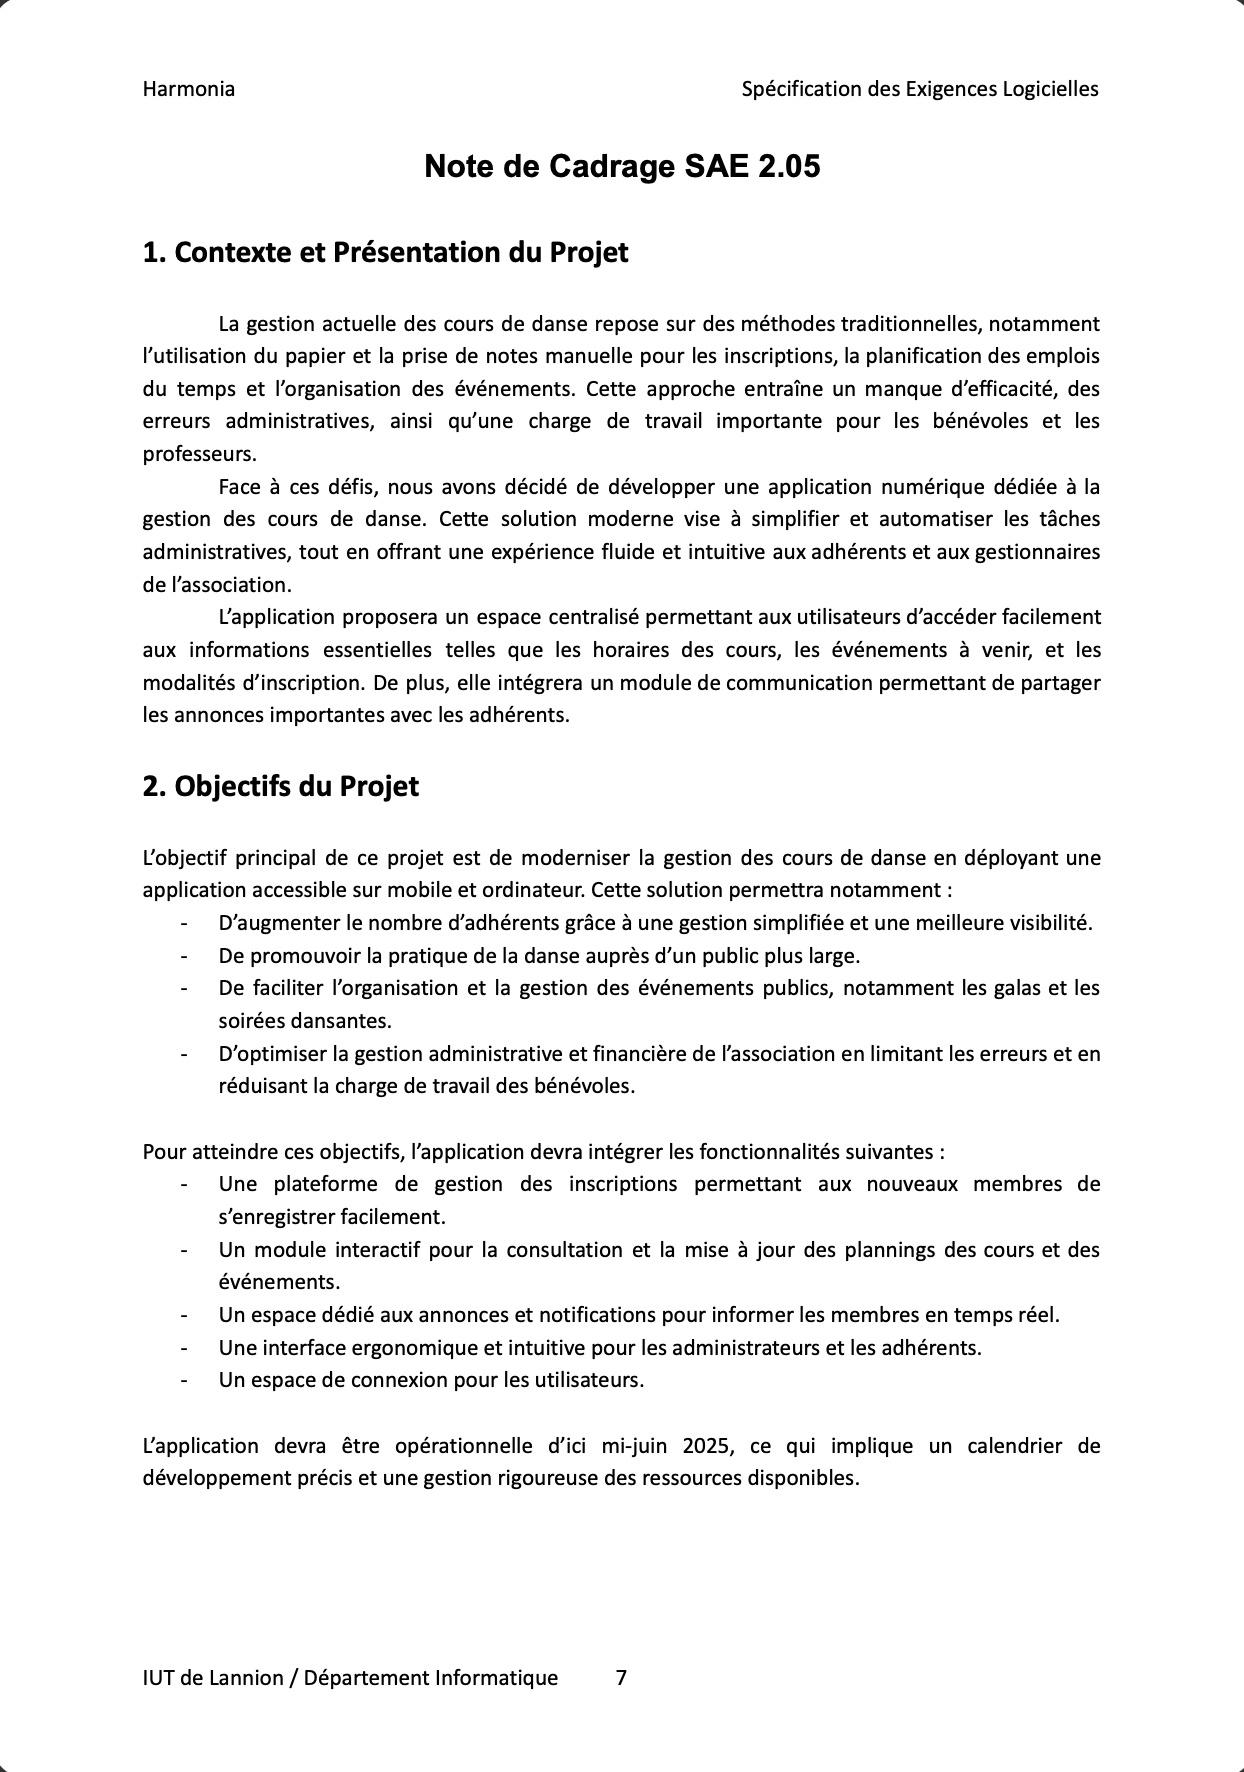 Harmonia
Spécification des Exigences Logicielles
Note de Cadrage SAE 2.05
1. Contexte et Présentation du Projet
La gestion actuelle des cours de danse repose sur des méthodes traditionnelles, notamment
l’utilisation du papier et la prise de notes manuelle pour les inscriptions, la planification des emplois
du temps et l’organisation des événements. Cette approche entraîne un manque d’efficacité, des
erreurs administratives, ainsi qu’une charge de travail importante pour les bénévoles et les
professeurs.
Face à ces défis, nous avons décidé de développer une application numérique dédiée à la
gestion des cours de danse. Cette solution moderne vise à simplifier et automatiser les tâches
administratives, tout en offrant une expérience fluide et intuitive aux adhérents et aux gestionnaires
de l’association.
L’application proposera un espace centralisé permettant aux utilisateurs d’accéder facilement
aux informations essentielles telles que les horaires des cours, les événements à venir, et les
modalités d’inscription. De plus, elle intégrera un module de communication permettant de partager
les annonces importantes avec les adhérents.
2. Objectifs du Projet
L’objectif principal de ce projet est de moderniser la gestion des cours de danse en déployant une
application accessible sur mobile et ordinateur. Cette solution permettra notamment :
- D’augmenter le nombre d’adhérents grâce à une gestion simplifiée et une meilleure visibilité.
- De promouvoir la pratique de la danse auprès d’un public plus large.
- De faciliter l’organisation et la gestion des événements publics, notamment les galas et les
soirées dansantes.
- D’optimiser la gestion administrative et financière de l’association en limitant les erreurs et en
réduisant la charge de travail des bénévoles.
Pour atteindre ces objectifs, l’application devra intégrer les fonctionnalités suivantes :
- Une plateforme de gestion des inscriptions permettant aux nouveaux membres de
s’enregistrer facilement.
- Un module interactif pour la consultation et la mise à jour des plannings des cours et des
événements.
- Un espace dédié aux annonces et notifications pour informer les membres en temps réel.
- Une interface ergonomique et intuitive pour les administrateurs et les adhérents.
- Un espace de connexion pour les utilisateurs.
L’application devra être opérationnelle d’ici mi-juin 2025, ce qui implique un calendrier de
développement précis et une gestion rigoureuse des ressources disponibles.
IUT de Lannion / Département Informatique 7